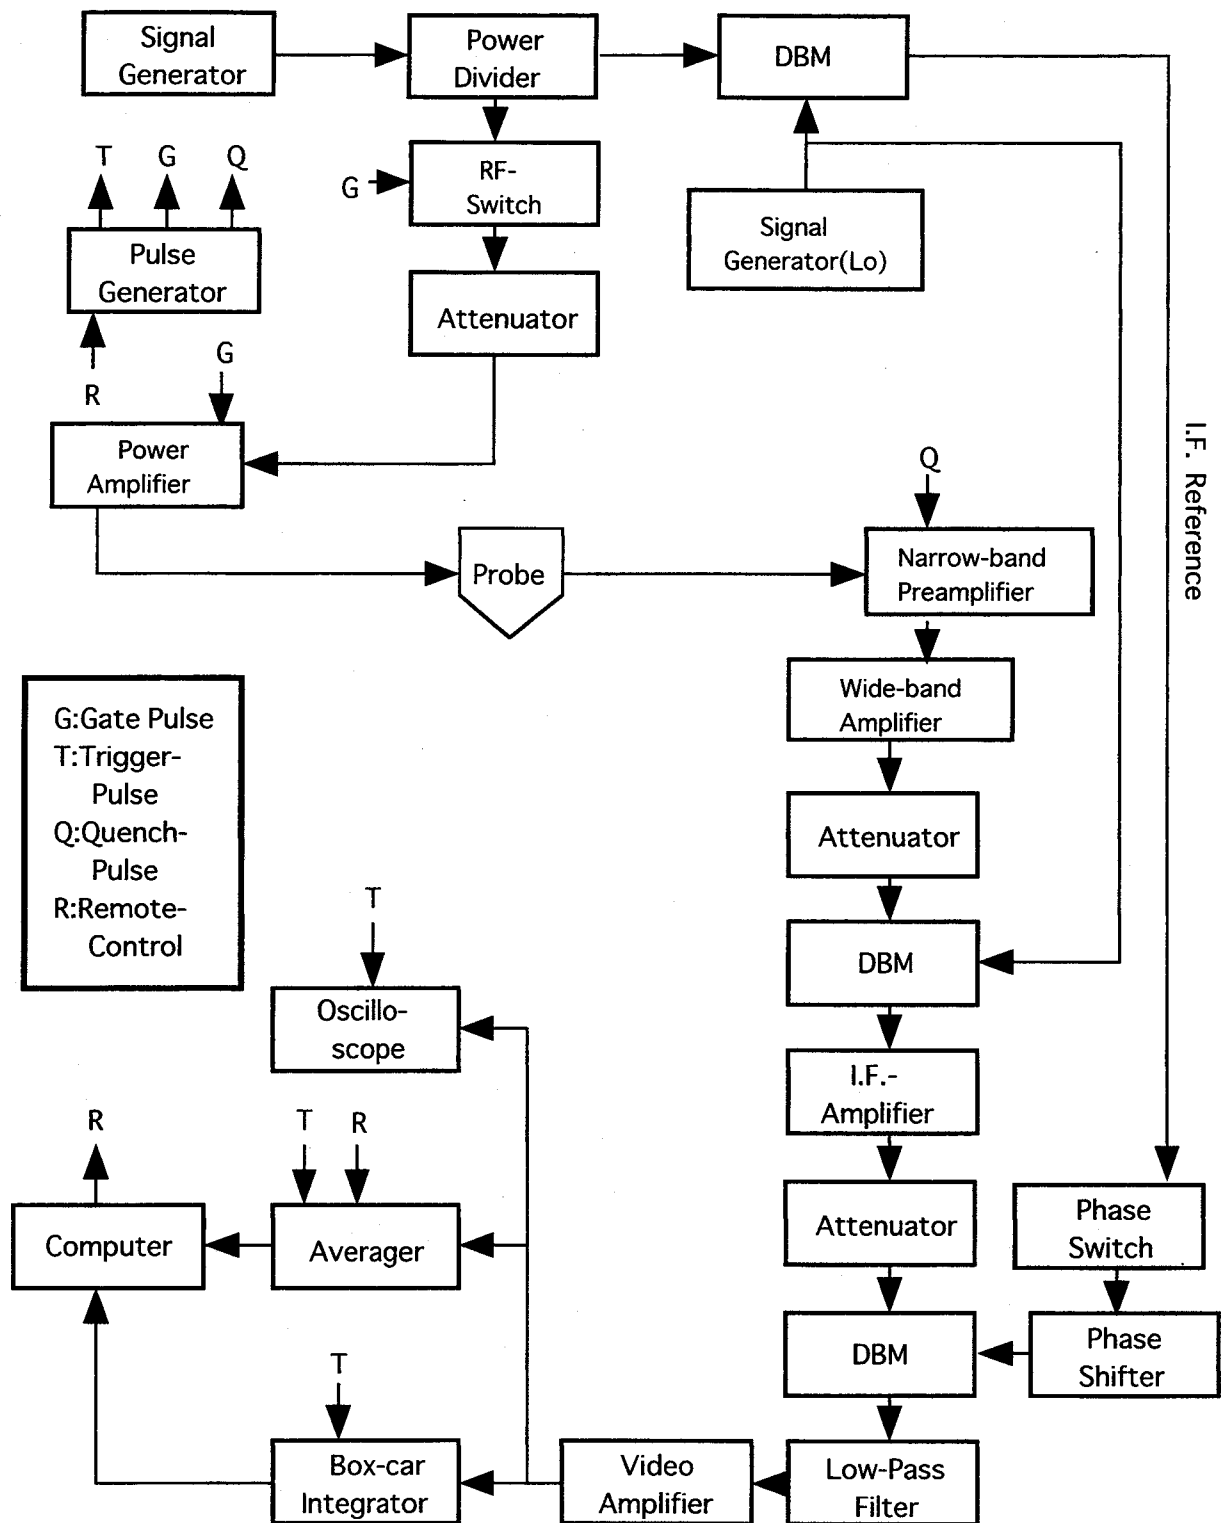 Signal
Generator
Power
Divider
DBM
T
G
Q
G
RF-
Switch
Signal
Generator(Lo)
Pulse
Generator
Attenuator
R
G
Power
Amplifier
I.F. Reference
Q
Probe
Narrow-band
Preamplifier
Wide-band
Amplifier
G:Gate Pulse
T:Trigger-
Pulse
Q:Quench-
Pulse
R:Remote-
Control
Attenuator
T
DBM
Oscillo-
scope
I.F.-
Amplifier
R
T
R
Computer
Averager
Attenuator
Phase
Switch
T
DBM
Phase
Shifter
Box-car
Integrator
Video
Amplifier
Low-Pass
Filter